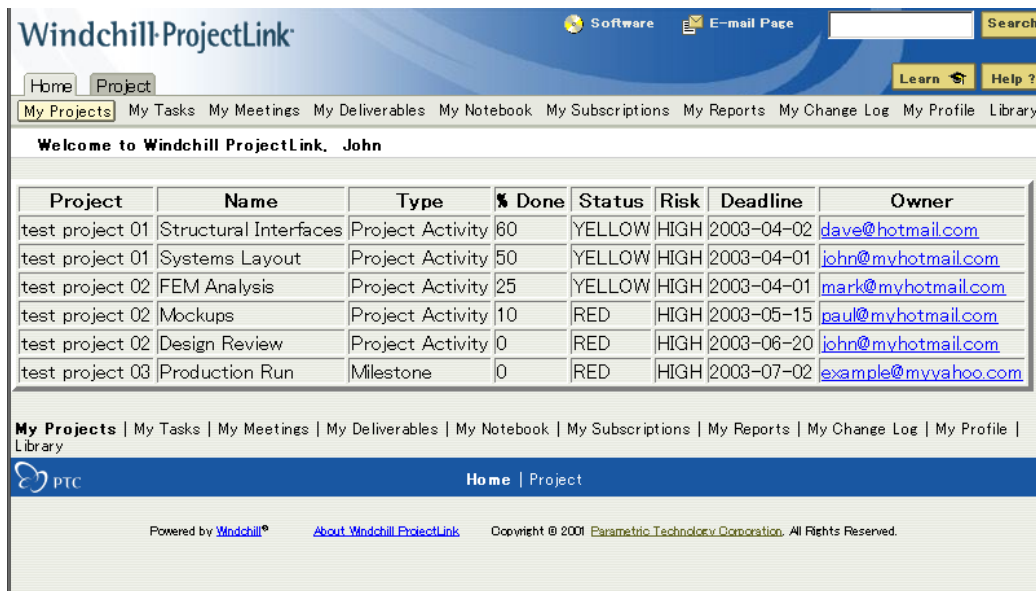 Windchill ProjectLink
Software E-mail Page Search
Home Project Learn Help ?
My Projects My Tasks My Meetings My Deliverables My Notebook My Subscriptions My Reports My Change Log My Profile Library
Welcome to Windchill ProjectLink, John
Project Name Type % Done Status Risk Deadline Owner
test project 01 Structural Interfaces Project Activity 60 YELLOW HIGH 2003-04-02 dave@hotmail.com
test project 01 Systems Layout Project Activity 50 YELLOW HIGH 2003-04-01 john@myhotmail.com
test project 02 FEM Analysis Project Activity 25 YELLOW HIGH 2003-04-01 mark@myhotmail.com
test project 02 Mockups Project Activity 10 RED HIGH 2003-05-15 paul@myhotmail.com
test project 02 Design Review Project Activity 0 RED HIGH 2003-06-20 john@myhotmail.com
test project 03 Production Run Milestone 0 RED HIGH 2003-07-02 example@myyahoo.com
My Projects | My Tasks | My Meetings | My Deliverables | My Notebook | My Subscriptions | My Reports | My Change Log | My Profile |
Library
PTC Home | Project
Powered by Windchill® About Windchill ProjectLink Copyright © 2001 Parametric Technology Corporation. All Rights Reserved.